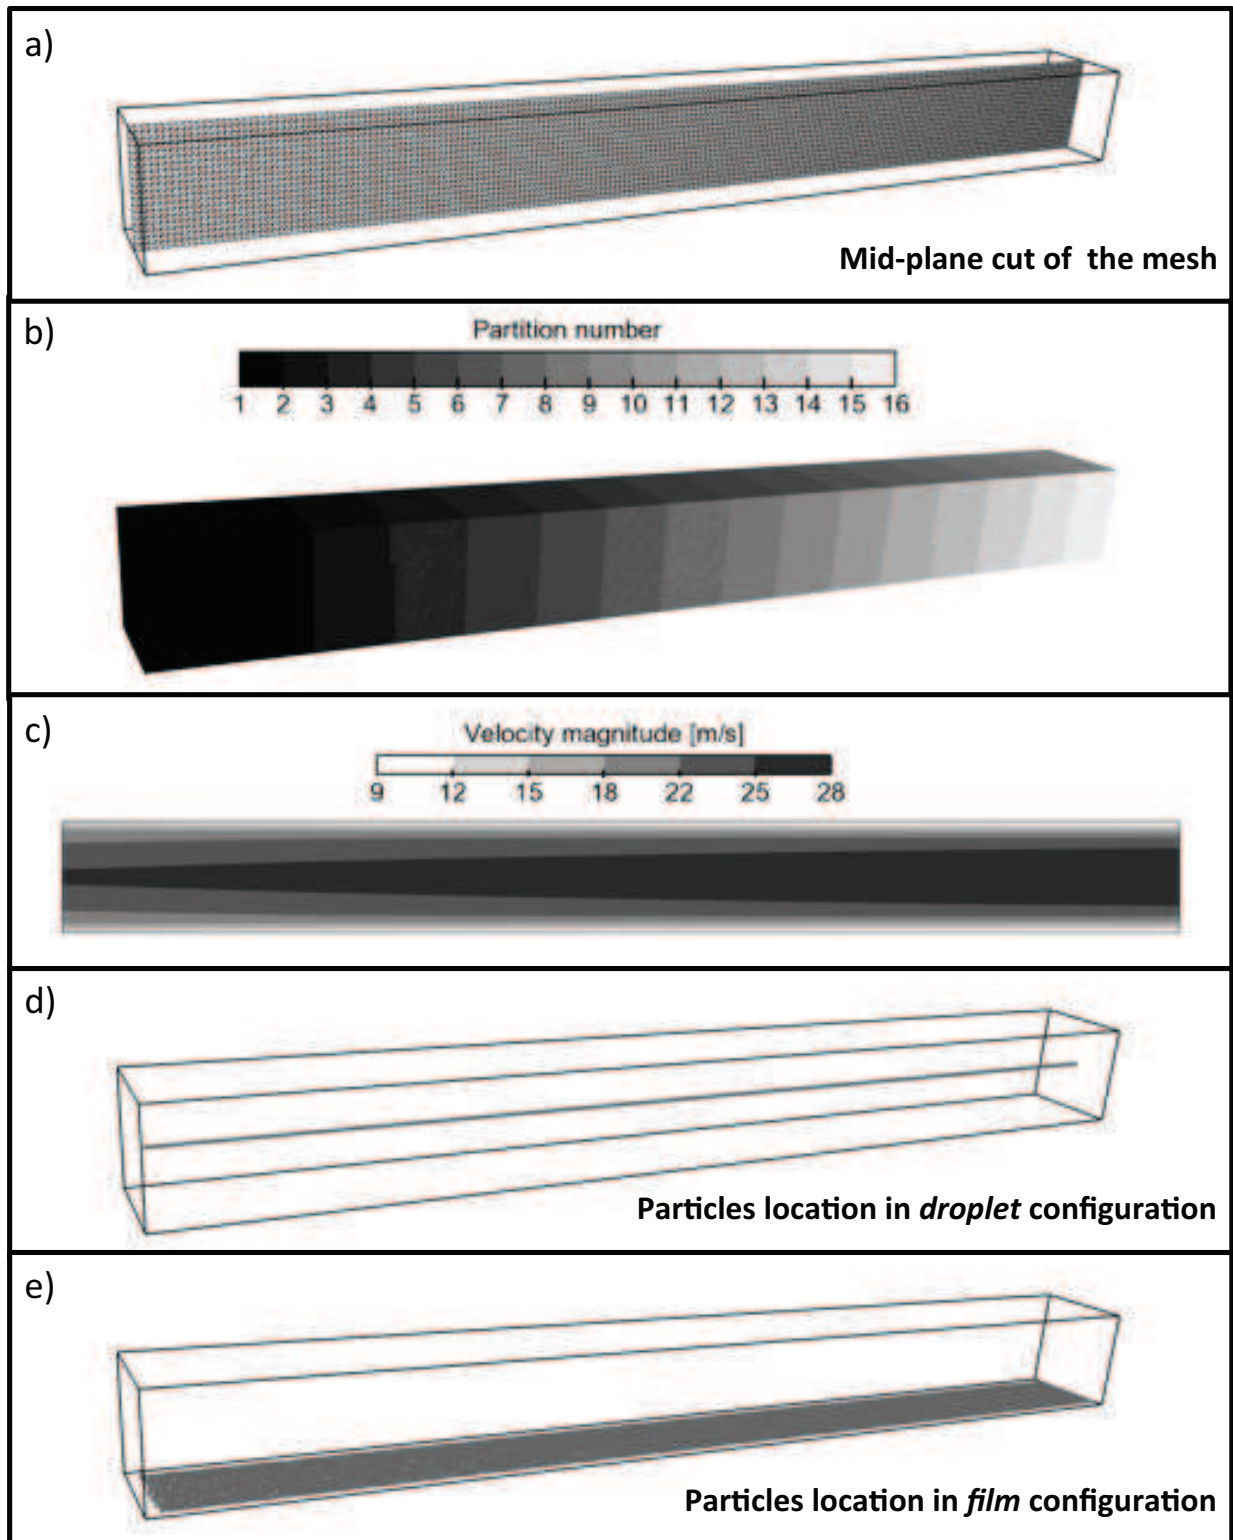 a)
Mid-plane cut of the mesh
b)
Partition number
1 2 3 4 5 6 7 8 9 10 11 12 13 14 15 16
c)
Velocity magnitude [m/s]
9 12 15 18 22 25 28
d)
Particles location in droplet configuration
e)
Particles location in film configuration